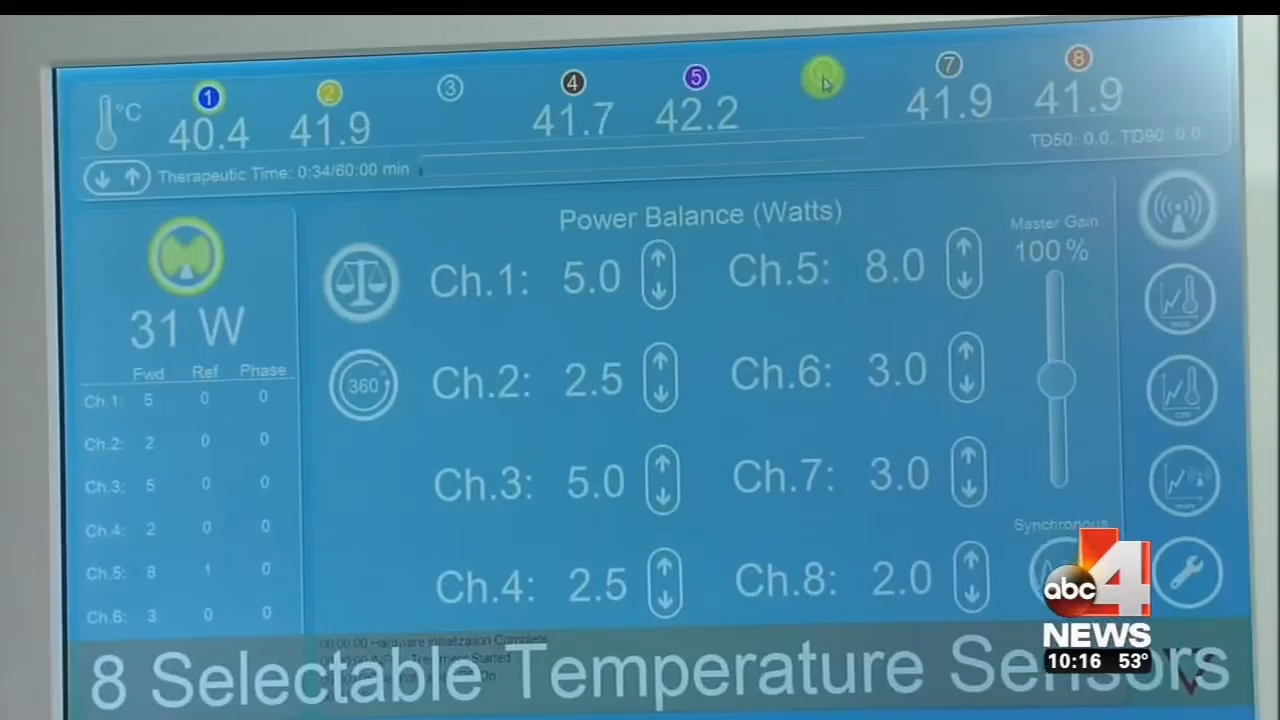 °C
1 2 3 4 5 7 8
40.4 41.9 41.7 42.2 41.9 41.9
TD50: 0.0, TD90: 0.0
Therapeutic Time: 0:34/60:00 min
Power Balance (Watts)
Master Gain
100 %
31 W
Fwd Ref Phase
Ch.1: 5 0 0
Ch.2: 2 0 0
Ch.3: 5 0 0
Ch.4: 2 0 0
Ch.5: 8 1 0
Ch.6: 3 0 0
360°
Ch.1: 5.0
Ch.2: 2.5
Ch.3: 5.0
Ch.4: 2.5
Ch.5: 8.0
Ch.6: 3.0
Ch.7: 3.0
Ch.8: 2.0
Synchronous
00:00:00 Hardware Initialization Complete
Treatment Started
On
8 Selectable Temperature Sensors
abc 4
NEWS
10:16 53°